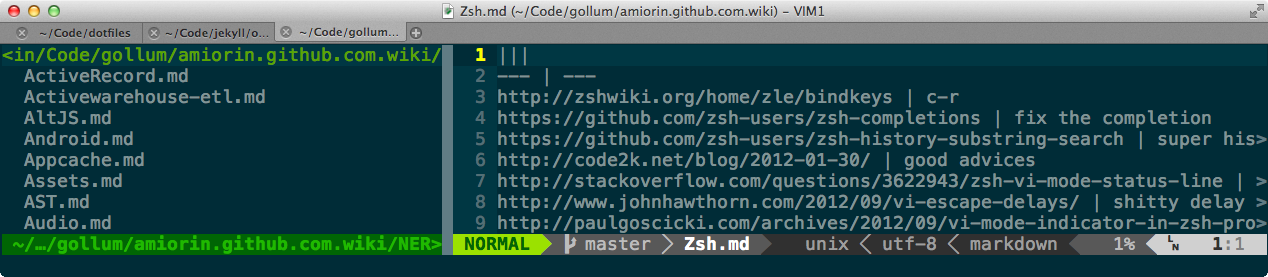 Zsh.md (~/Code/gollum/amiorin.github.com.wiki) – VIM1
~/Code/dotfiles
~/Code/jekyll/o...
~/Code/gollum...
<in/Code/gollum/amiorin.github.com.wiki/
ActiveRecord.md
Activewarehouse-etl.md
AltJS.md
Android.md
Appcache.md
Assets.md
AST.md
Audio.md
~/…/gollum/amiorin.github.com.wiki/NER>
1 |||
2 --- | ---
3 http://zshwiki.org/home/zle/bindkeys | c-r
4 https://github.com/zsh-users/zsh-completions | fix the completion
5 https://github.com/zsh-users/zsh-history-substring-search | super his>
6 http://code2k.net/blog/2012-01-30/ | good advices
7 http://stackoverflow.com/questions/3622943/zsh-vi-mode-status-line | >
8 http://www.johnhawthorn.com/2012/09/vi-escape-delays/ | shitty delay >
9 http://paulgoscicki.com/archives/2012/09/vi-mode-indicator-in-zsh-pro>
NORMAL master Zsh.md unix utf-8 markdown 1% LN 1:1